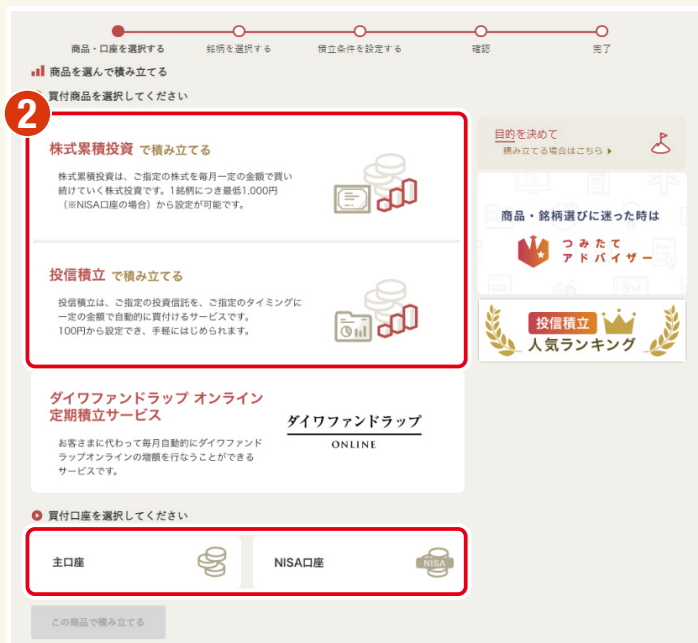 商品・口座を選択する
銘柄を選択する
積立条件を設定する
確認
完了
商品を選んで積み立てる
買付商品を選択してください
2
株式累積投資 で積み立てる
株式累積投資は、ご指定の株式を毎月一定の金額で買い
続けていく株式投資です。1銘柄につき最低1,000円
（※NISA口座の場合）から設定が可能です。
投信積立 で積み立てる
投信積立は、ご指定の投資信託を、ご指定のタイミングに
一定の金額で自動的に買付けるサービスです。
100円から設定でき、手軽にはじめられます。
ダイワファンドラップ オンライン
定期積立サービス
お客さまに代わって毎月自動的にダイワファンド
ラップオンラインの増額を行なうことができる
サービスです。
ダイワファンドラップ
ONLINE
目的を決めて
積み立てる場合はこちら
商品・銘柄選びに迷った時は
つみたて
アドバイザー
投信積立
人気ランキング
買付口座を選択してください
主口座
NISA口座
NISA
この商品で積み立てる